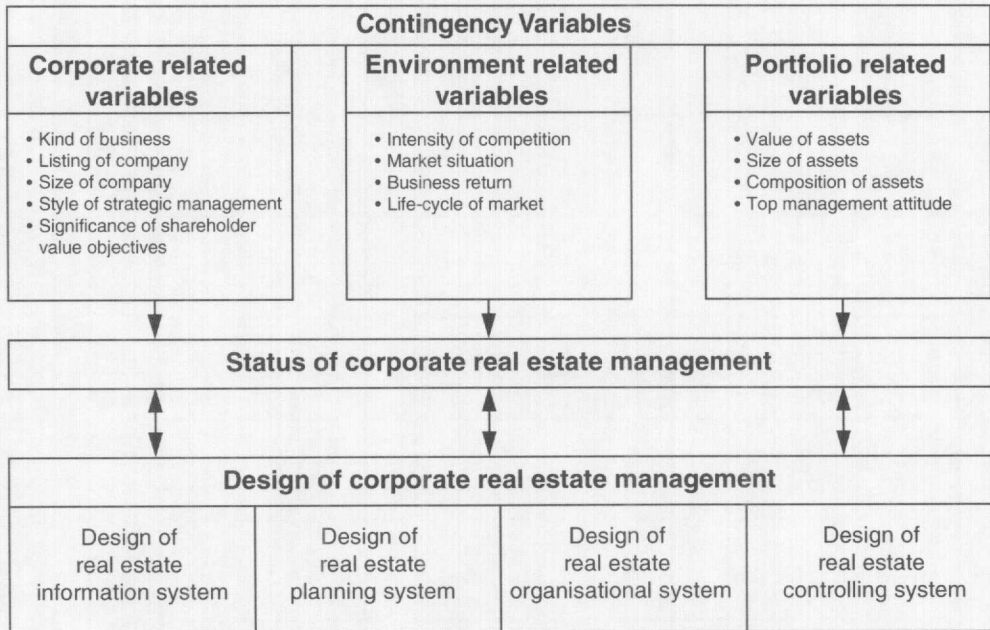 Contingency Variables
Corporate related
variables
• Kind of business
• Listing of company
• Size of company
• Style of strategic management
• Significance of shareholder
value objectives
Environment related
variables
• Intensity of competition
• Market situation
• Business return
• Life-cycle of market
Portfolio related
variables
• Value of assets
• Size of assets
• Composition of assets
• Top management attitude
Status of corporate real estate management
Design of corporate real estate management
Design of
real estate
information system
Design of
real estate
planning system
Design of
real estate
organisational system
Design of
real estate
controlling system